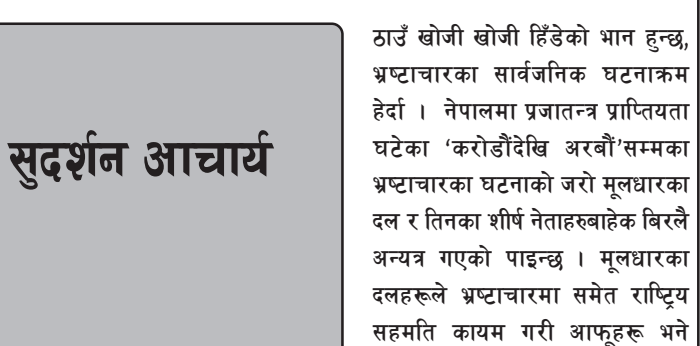 सुदर्शन आचार्य
ठाउँ खोजी खोजी हिँडेको भान हुन्छ,
भ्रष्टाचारका सार्वजनिक घटनाक्रम
हेर्दा । नेपालमा प्रजातन्त्र प्राप्तियता
घटेका ‘करोडौंदेखि अरबौं’सम्मका
भ्रष्टाचारका घटनाको जरो मूलधारका
दल र तिनका शीर्ष नेताहरुबाहेक बिरलै
अन्यत्र गएको पाइन्छ । मूलधारका
दलहरूले भ्रष्टाचारमा समेत राष्ट्रिय
सहमति कायम गरी आफूहरू भने